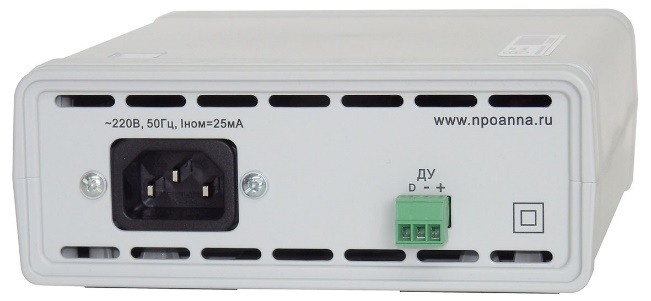 ~220В, 50Гц, Iном=25мА
www.npoanna.ru
ДУ
D - +